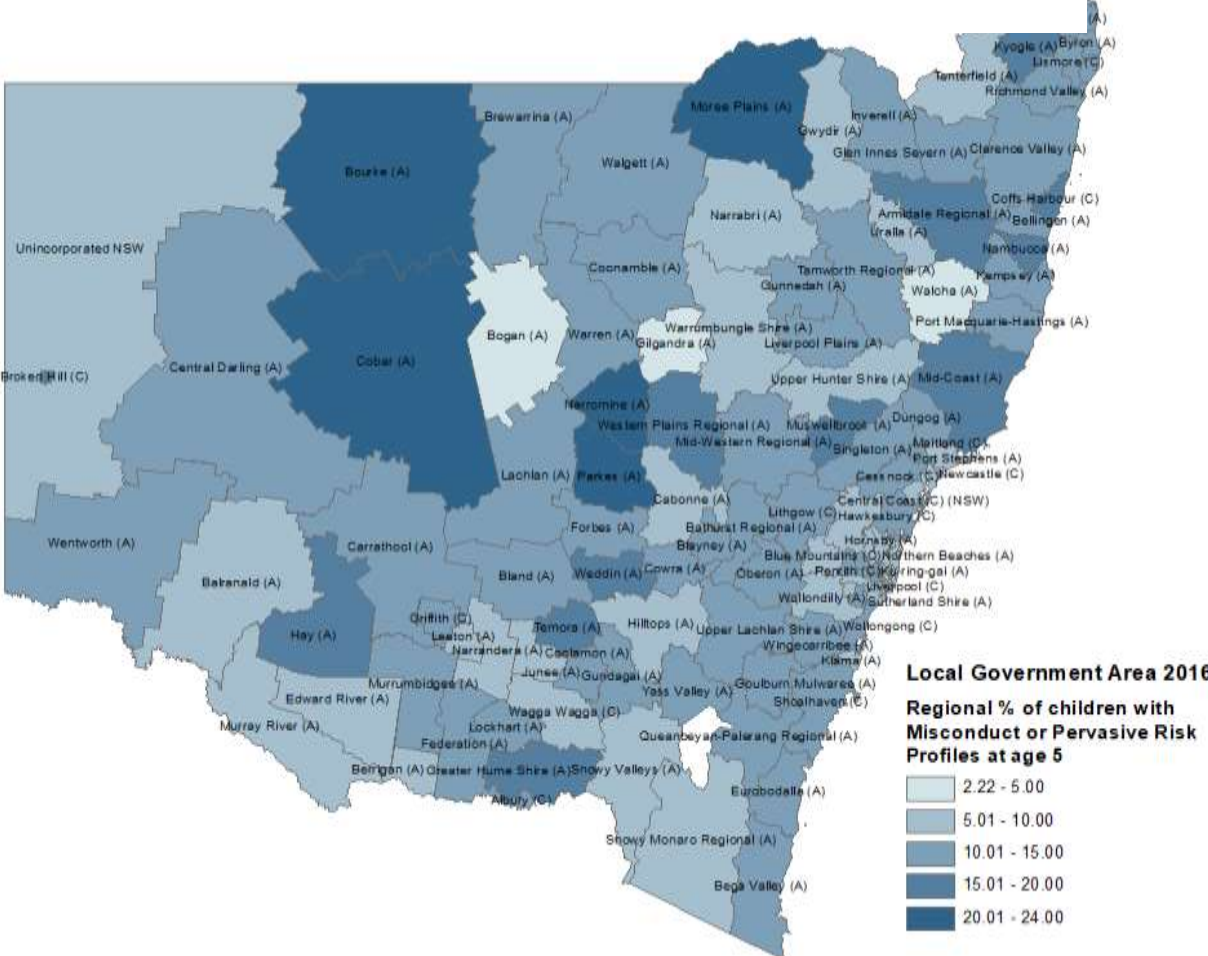 (A)
Kyogle (A)
Byron (A)
Lismore (C)
Tenterfield (A)
Richmond Valley (A)
Moree Plains (A)
Brewarrina (A)
Inverell (A)
Gwydir (A)
Walgett (A)
Glen Innes Severn (A)
Clarence Valley (A)
Bourke (A)
Coffs Harbour (C)
Narrabri (A)
Armidale Regional (A)
Bellingen (A)
Uralla (A)
Unincorporated NSW
Nambucca (A)
Coonamble (A)
Tamworth Regional (A)
Kempsey (A)
Gunnedah (A)
Walcha (A)
Port Macquarie-Hastings (A)
Bogan (A)
Warren (A)
Warrumbungle Shire (A)
Gilgandra (A)
Liverpool Plains (A)
Cobar (A)
Central Darling (A)
Broken Hill (C)
Upper Hunter Shire (A)
Mid-Coast (A)
Narromine (A)
Western Plains Regional (A)
Muswellbrook (A)
Dungog (A)
Mid-Western Regional (A)
Singleton (A)
Maitland (C)
Port Stephens (A)
Lachlan (A)
Parkes (A)
Cessnock (C)
Newcastle (C)
Cabonne (A)
Central Coast (C) (NSW)
Lithgow (C)
Hawkesbury (C)
Forbes (A)
Bathurst Regional (A)
Wentworth (A)
Carrathool (A)
Blayney (A)
Hornsby (A)
Blue Mountains (C)
Northern Beaches (A)
Balranald (A)
Bland (A)
Weddin (A)
Cowra (A)
Oberon (A)
Penrith (C)
Ku-ring-gai (A)
Liverpool (C)
Wollondilly (A)
Sutherland Shire (A)
Griffith (C)
Hay (A)
Leeton (A)
Temora (A)
Hilltops (A)
Upper Lachlan Shire (A)
Wollongong (C)
Narrandera (A)
Coolamon (A)
Wingecarribee (A)
Kiama (A)
Junee (A)
Gundagai (A)
Murrumbidgee (A)
Yass Valley (A)
Goulburn Mulwaree (A)
Edward River (A)
Shoalhaven (C)
Wagga Wagga (C)
Murray River (A)
Lockhart (A)
Queanbeyan-Palerang Regional (A)
Federation (A)
Berrigan (A)
Greater Hume Shire (A)
Snowy Valleys (A)
Albury (C)
Eurobodalla (A)
Snowy Monaro Regional (A)
Bega Valley (A)
Local Government Area 2016
Regional % of children with
Misconduct or Pervasive Risk
Profiles at age 5
2.22 - 5.00
5.01 - 10.00
10.01 - 15.00
15.01 - 20.00
20.01 - 24.00